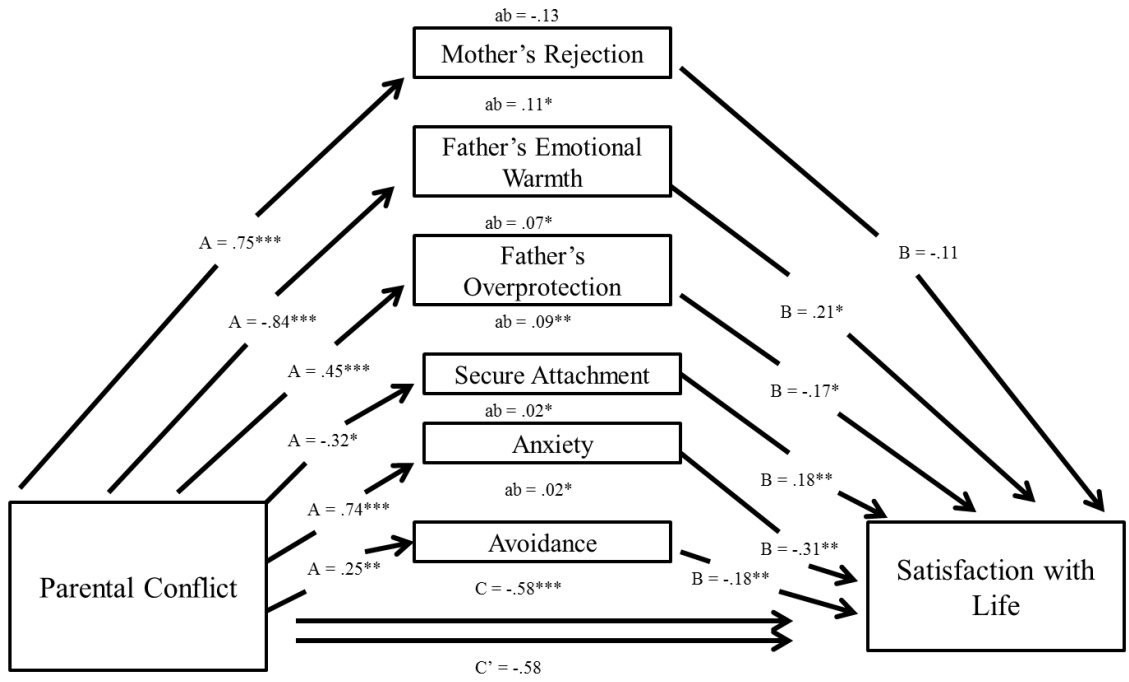 ab = -.13
Mother’s Rejection
ab = .11*
Father’s Emotional
Warmth
ab = .07*
A = .75***
Father’s
Overprotection
B = -.11
ab = .09**
A = -.84***
B = .21*
A = .45***
Secure Attachment
B = -.17*
ab = .02*
A = -.32*
Anxiety
B = .18**
ab = .02*
A = .74***
Avoidance
B = -.31**
A = .25**
B = -.18**
C = -.58***
Parental Conflict
Satisfaction with
Life
C’ = -.58